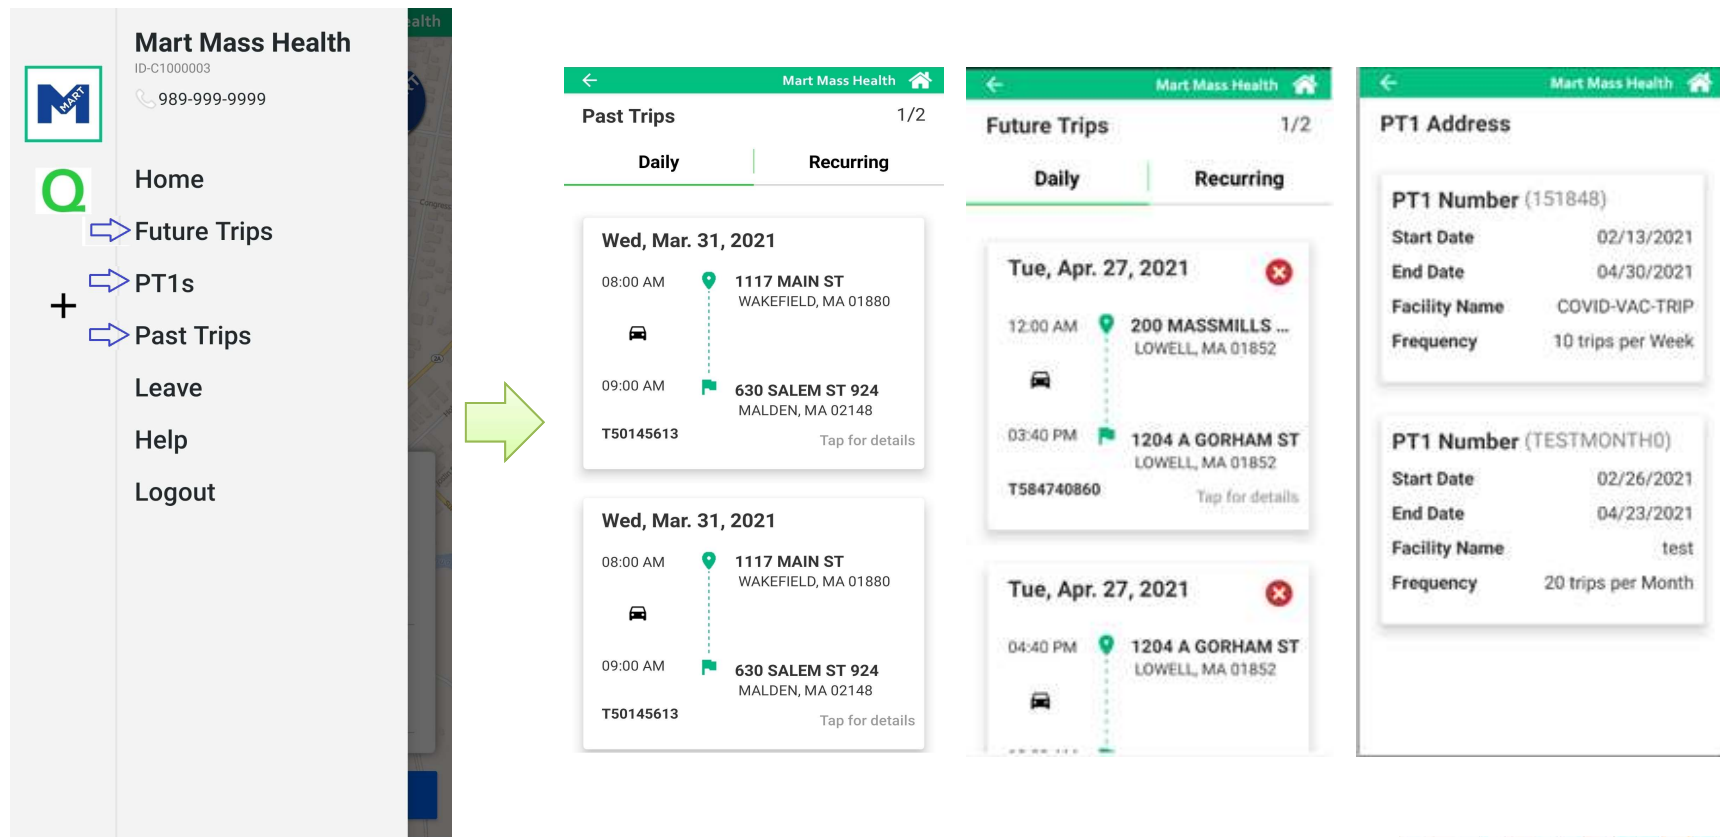 Mart Mass Health
ID-C1000003
989-999-9999
MART
Q
+
Home
Future Trips
PT1s
Past Trips
Leave
Help
Logout
ealth
Mart Mass Health
Past Trips 1/2
Daily Recurring
Wed, Mar. 31, 2021
08:00 AM 1117 MAIN ST
WAKEFIELD, MA 01880
09:00 AM 630 SALEM ST 924
MALDEN, MA 02148
T50145613 Tap for details
Wed, Mar. 31, 2021
08:00 AM 1117 MAIN ST
WAKEFIELD, MA 01880
09:00 AM 630 SALEM ST 924
MALDEN, MA 02148
T50145613 Tap for details
Mart Mass Health
Future Trips 1/2
Daily Recurring
Tue, Apr. 27, 2021
12:00 AM 200 MASSMILLS ...
LOWELL, MA 01852
03:40 PM 1204 A GORHAM ST
LOWELL, MA 01852
T584740860 Tap for details
Tue, Apr. 27, 2021
04:40 PM 1204 A GORHAM ST
LOWELL, MA 01852
Mart Mass Health
PT1 Address
PT1 Number (151848)
Start Date 02/13/2021
End Date 04/30/2021
Facility Name COVID-VAC-TRIP
Frequency 10 trips per Week
PT1 Number (TESTMONTH0)
Start Date 02/26/2021
End Date 04/23/2021
Facility Name test
Frequency 20 trips per Month